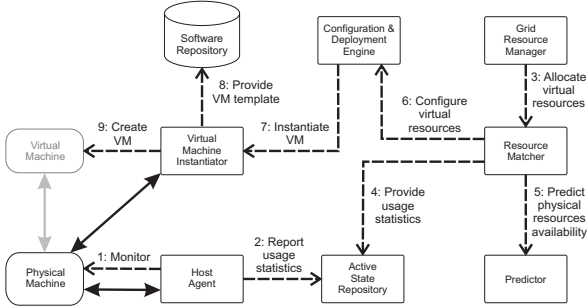 Software
Repository
Configuration &
Deployment
Engine
Grid
Resource
Manager
8: Provide
VM template
3: Allocate
virtual
resources
6: Configure
virtual
resources
9: Create
VM
7: Instantiate
VM
Virtual
Machine
Virtual
Machine
Instantiator
Resource
Matcher
4: Provide
usage
statistics
5: Predict
physical
resources
availability
1: Monitor
2: Report
usage
statistics
Physical
Machine
Host
Agent
Active
State
Repository
Predictor